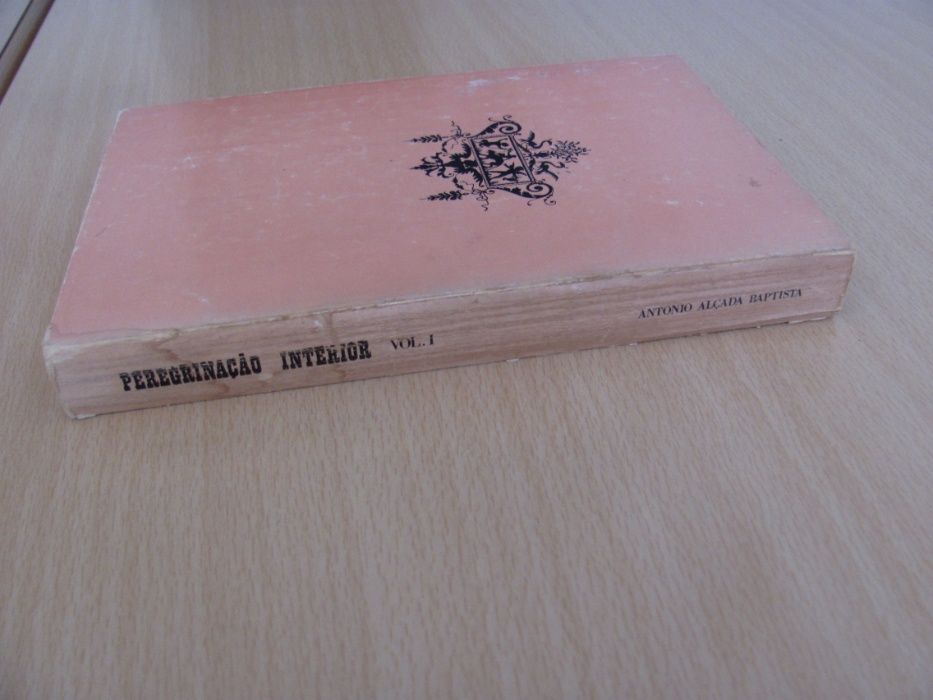 PEREGRINAÇÃO INTERIOR VOL. I ANTONIO ALÇADA BAPTISTA